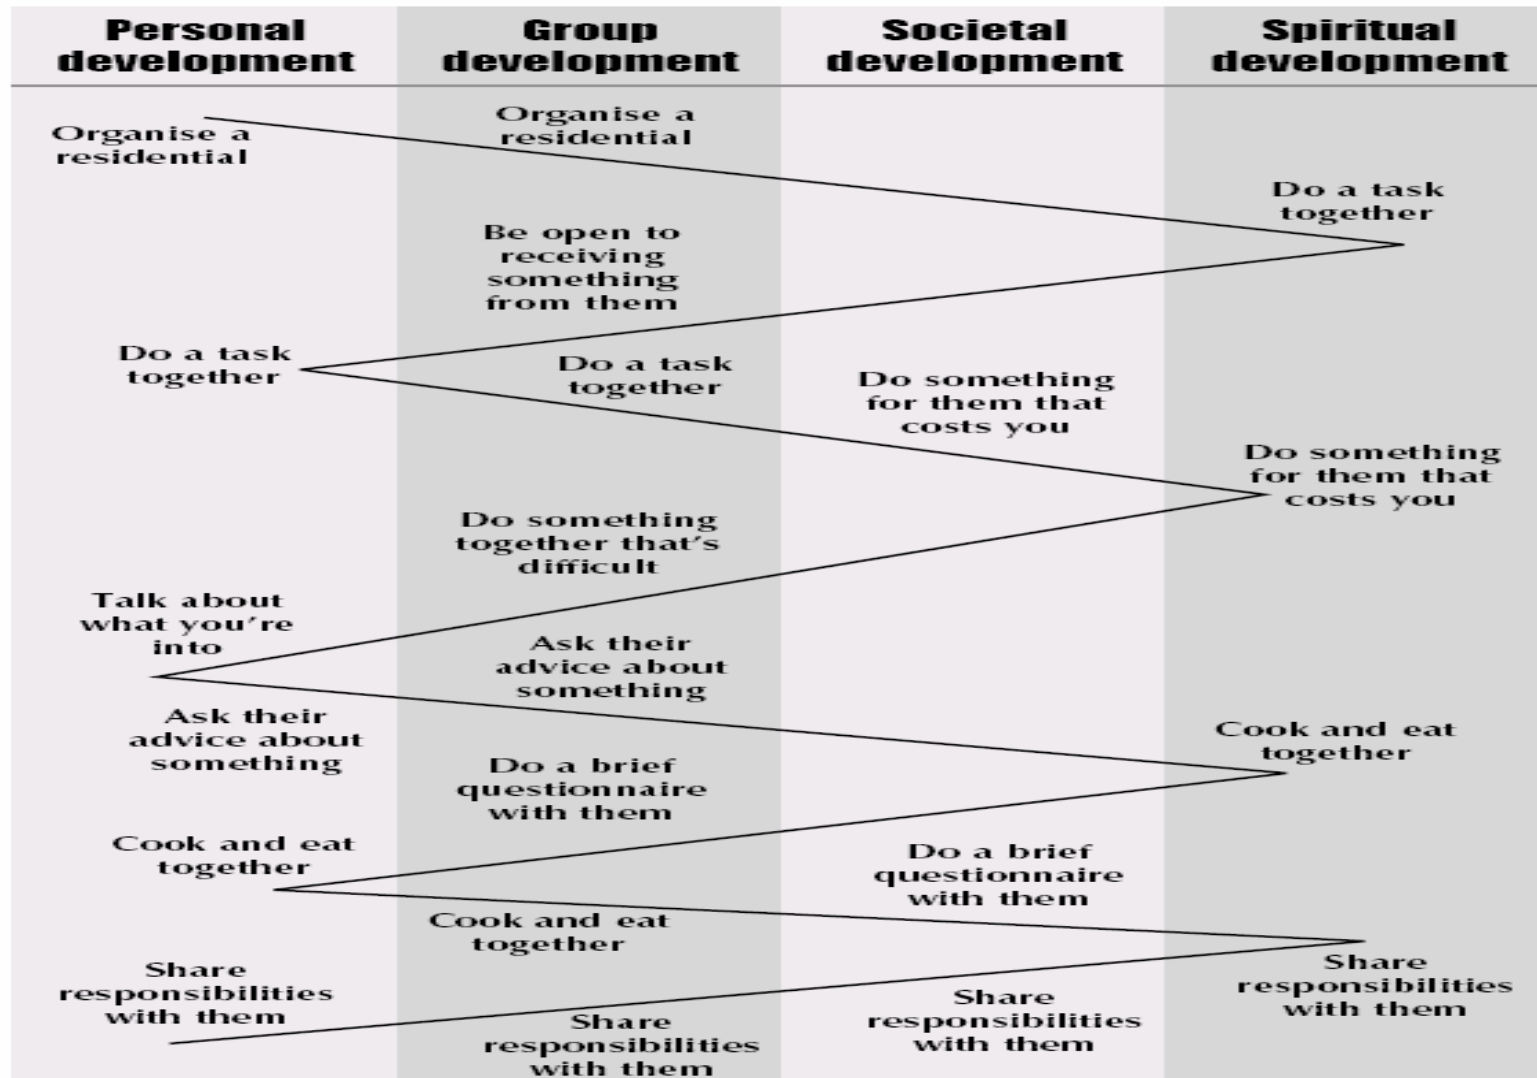 Personal
development
Group
development
Societal
development
Spiritual
development
Organise a
residential
Organise a
residential
Do a task
together
Be open to
receiving
something
from them
Do a task
together
Do a task
together
Do something
for them that
costs you
Do something
for them that
costs you
Do something
together that's
difficult
Talk about
what you're
into
Ask their
advice about
something
Ask their
advice about
something
Cook and eat
together
Do a brief
questionnaire
with them
Cook and eat
together
Do a brief
questionnaire
with them
Cook and eat
together
Share
responsibilities
with them
Share
responsibilities
with them
Share
responsibilities
with them
Share
responsibilities
with them